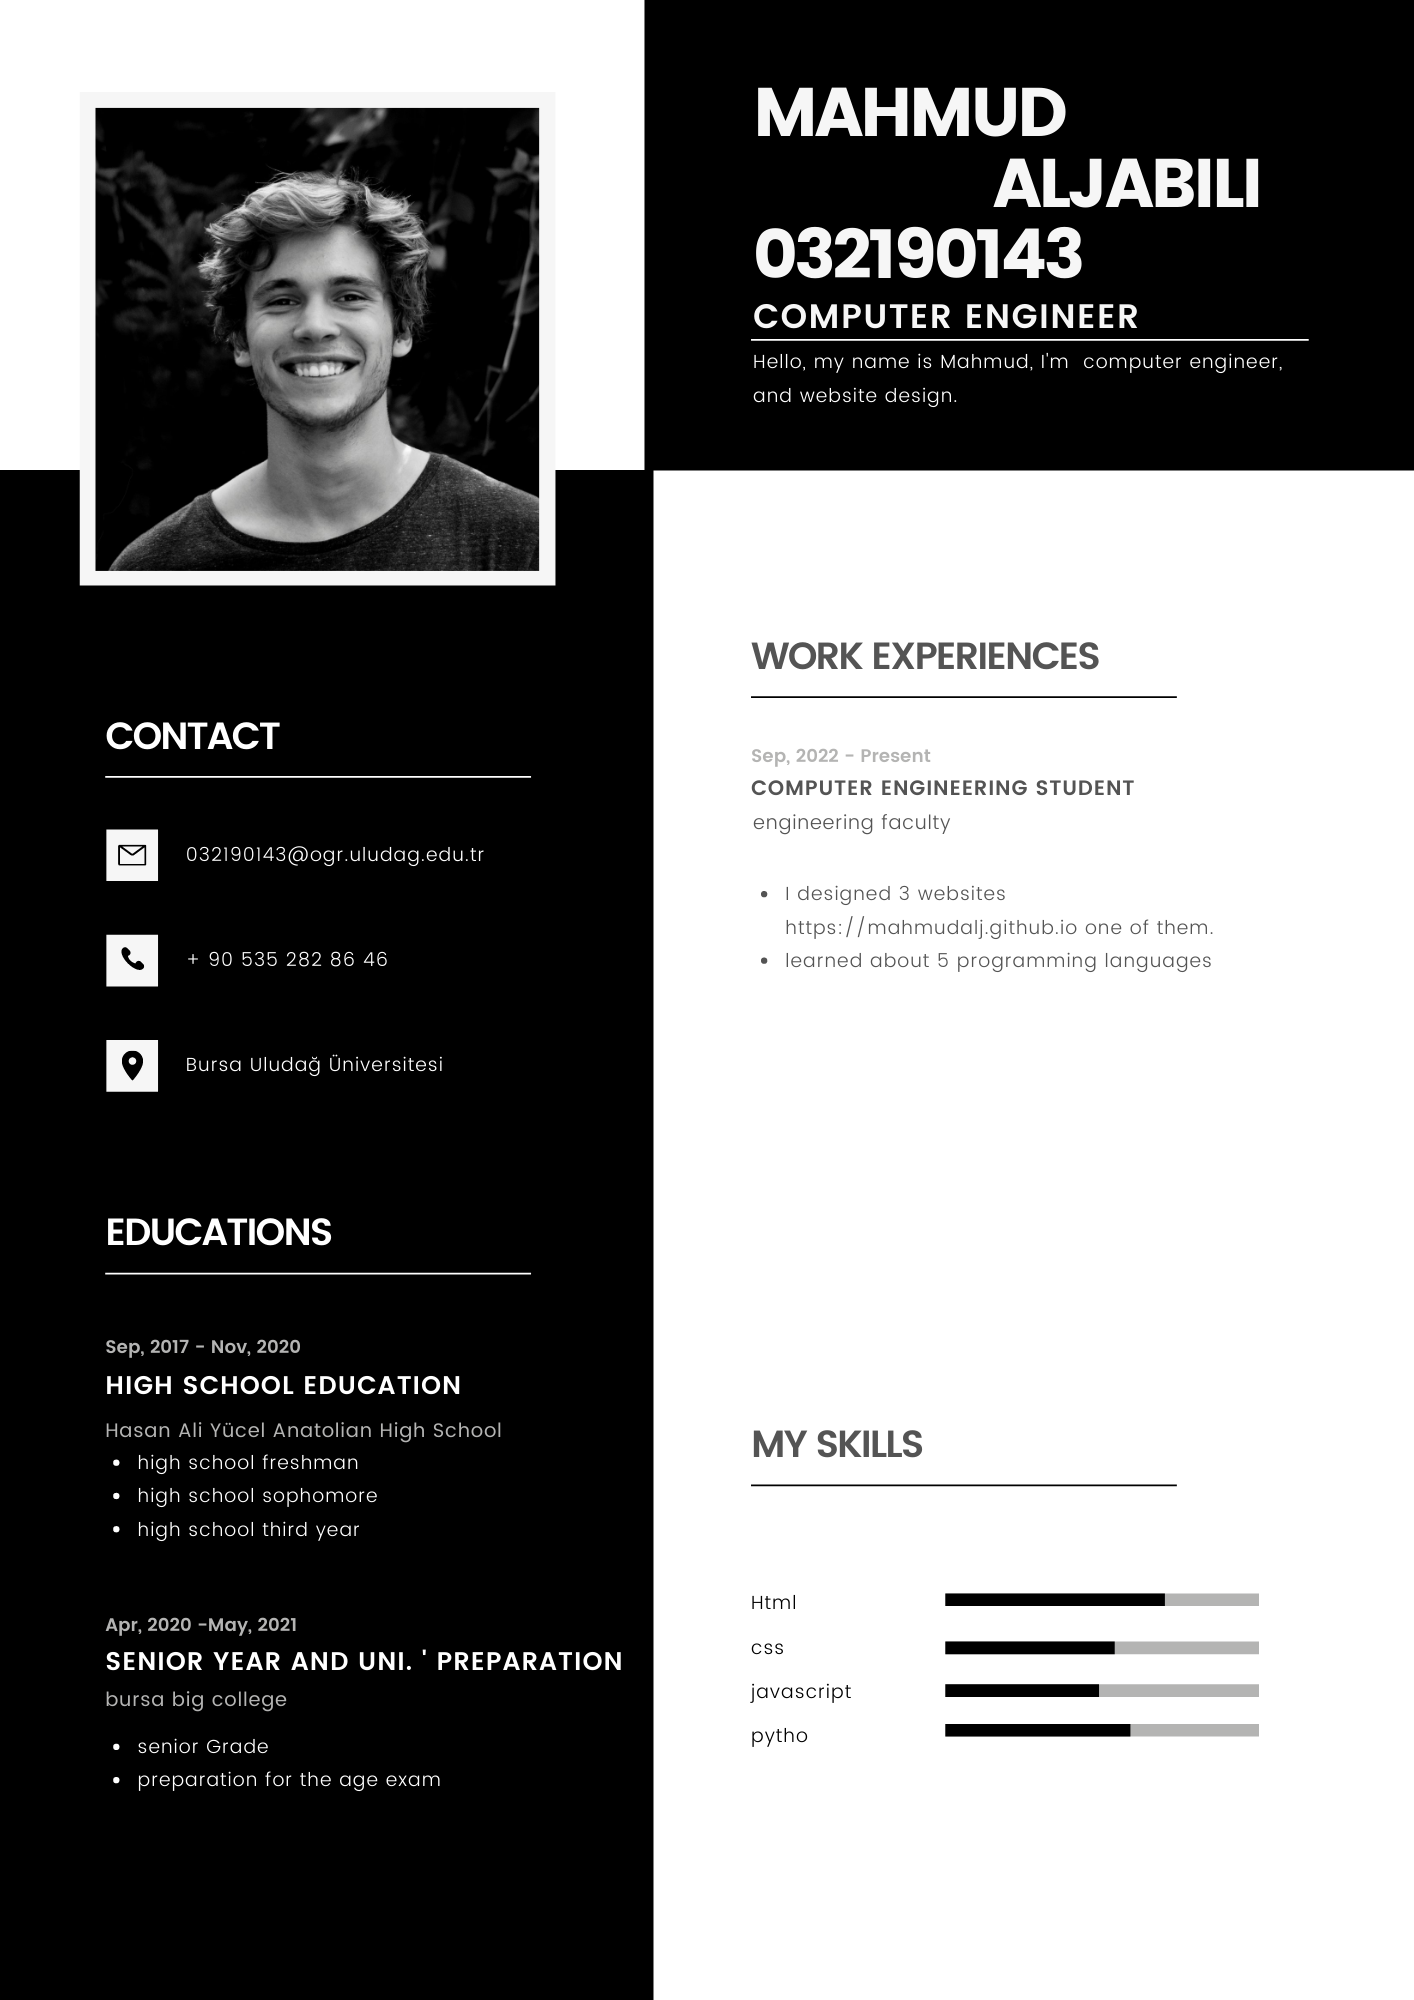 MAHMUD
ALJABILI
032190143
COMPUTER ENGINEER
Hello, my name is Mahmud, I'm  computer engineer,
and website design.
CONTACT
032190143@ogr.uludag.edu.tr
+ 90 535 282 86 46
Bursa Uludağ Üniversitesi
EDUCATIONS
Sep, 2017 - Nov, 2020
HIGH SCHOOL EDUCATION
Hasan Ali Yücel Anatolian High School
• high school freshman
• high school sophomore
• high school third year
Apr, 2020 -May, 2021
SENIOR YEAR AND UNI. ' PREPARATION
bursa big college
• senior Grade
• preparation for the age exam
WORK EXPERIENCES
Sep, 2022 - Present
COMPUTER ENGINEERING STUDENT
engineering faculty
• I designed 3 websites
https://mahmudalj.github.io one of them.
• learned about 5 programming languages
MY SKILLS
Html
css
javascript
pytho